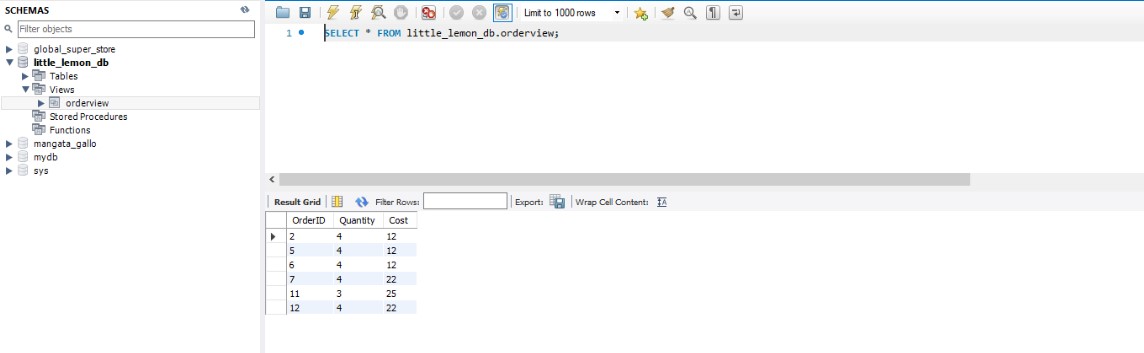 SCHEMAS
Filter objects
global_super_store
little_lemon_db
Tables
Views
orderview
Stored Procedures
Functions
mangata_gallo
mydb
sys
Limit to 1000 rows
1 SELECT * FROM little_lemon_db.orderview;
Result Grid Filter Rows: Export: Wrap Cell Content:
OrderID Quantity Cost
2 4 12
5 4 12
6 4 12
7 4 22
11 3 25
12 4 22